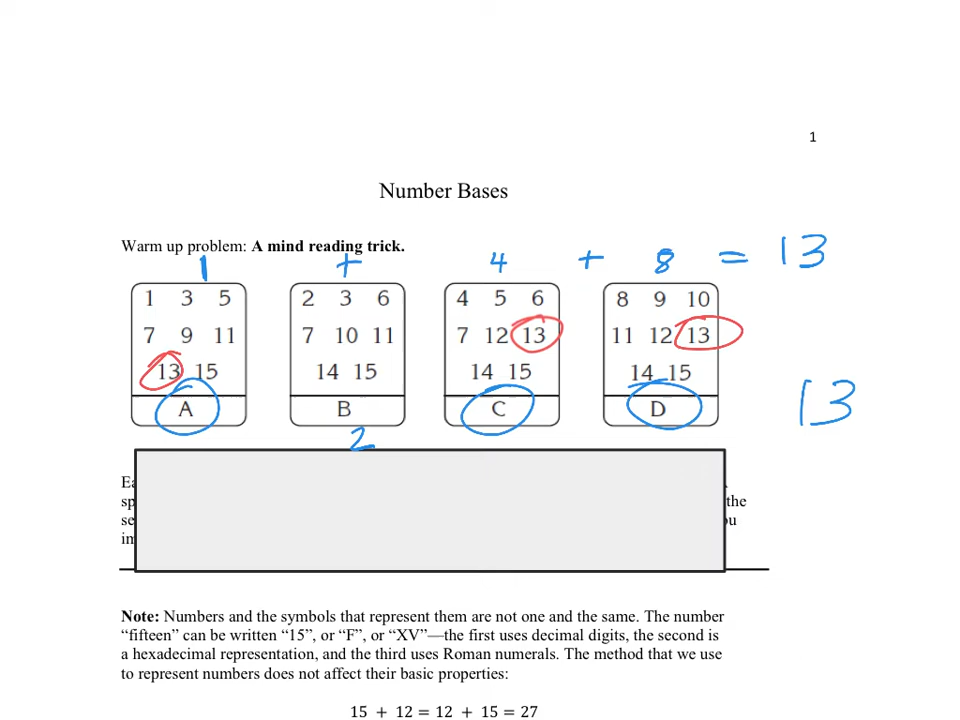 1
Number Bases
Warm up problem: A mind reading trick.
1 + 4 + 8 = 13
1 3 5 2 3 6 4 5 6 8 9 10
7 9 11 7 10 11 7 12 13 11 12 13
13 15 14 15 14 15 14 15
A B C D
13
2
the
Note: Numbers and the symbols that represent them are not one and the same. The number
“fifteen” can be written “15”, or “F”, or “XV”—the first uses decimal digits, the second is
a hexadecimal representation, and the third uses Roman numerals. The method that we use
to represent numbers does not affect their basic properties:
15 + 12 = 12 + 15 = 27